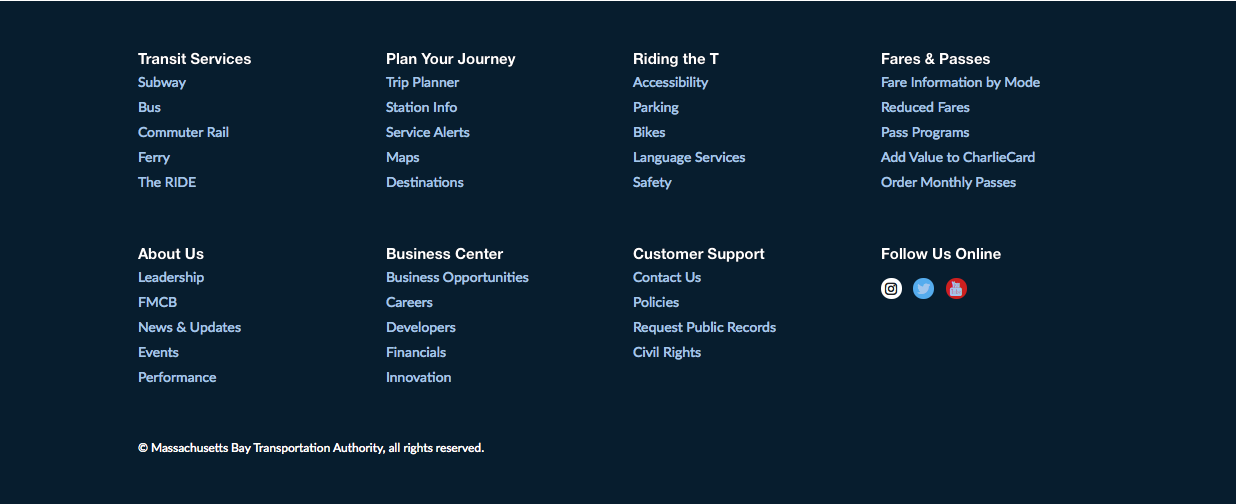 Transit Services
Subway
Bus
Commuter Rail
Ferry
The RIDE
Plan Your Journey
Trip Planner
Station Info
Service Alerts
Maps
Destinations
Riding the T
Accessibility
Parking
Bikes
Language Services
Safety
Fares & Passes
Fare Information by Mode
Reduced Fares
Pass Programs
Add Value to CharlieCard
Order Monthly Passes
About Us
Leadership
FMCB
News & Updates
Events
Performance
Business Center
Business Opportunities
Careers
Developers
Financials
Innovation
Customer Support
Contact Us
Policies
Request Public Records
Civil Rights
Follow Us Online
© Massachusetts Bay Transportation Authority, all rights reserved.